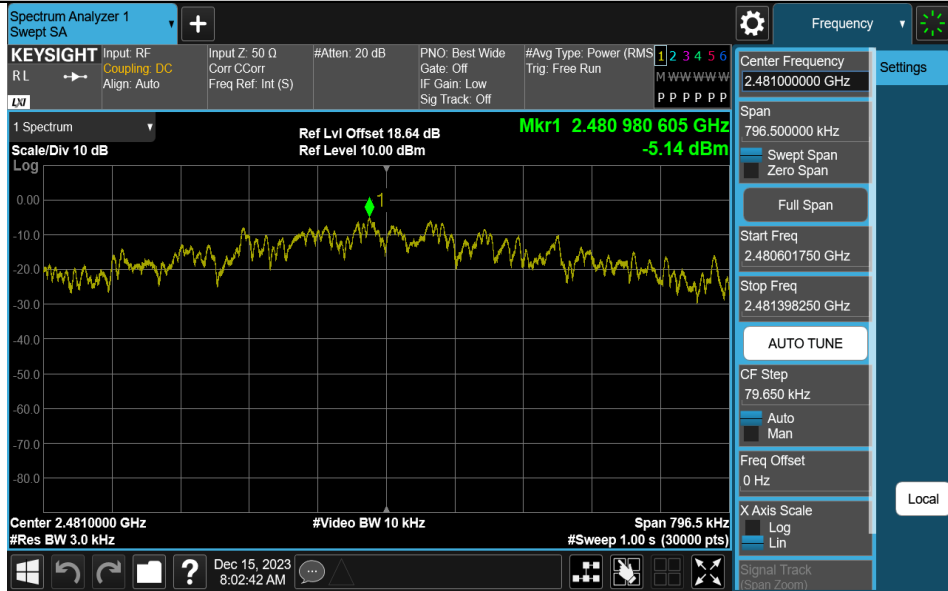 Spectrum Analyzer 1
Swept SA
+
Frequency
KEYSIGHT
R L
LXI
Input: RF
Coupling: DC
Align: Auto
Input Z: 50 Ω
Corr CCorr
Freq Ref: Int (S)
#Atten: 20 dB
PNO: Best Wide
Gate: Off
IF Gain: Low
Sig Track: Off
#Avg Type: Power (RMS
Trig: Free Run
1 2 3 4 5 6
M W W W W W
P P P P P P
Center Frequency
2.481000000 GHz
Settings
Span
796.500000 kHz
Swept Span
Zero Span
Full Span
Start Freq
2.480601750 GHz
Stop Freq
2.481398250 GHz
AUTO TUNE
CF Step
79.650 kHz
Auto
Man
Freq Offset
0 Hz
X Axis Scale
Log
Lin
Signal Track
(Span Zoom)
Local
1 Spectrum
Scale/Div 10 dB
Ref Lvl Offset 18.64 dB
Ref Level 10.00 dBm
Mkr1 2.480 980 605 GHz
-5.14 dBm
Log
1
0.00
-10.0
-20.0
-30.0
-40.0
-50.0
-60.0
-70.0
-80.0
Center 2.4810000 GHz
#Res BW 3.0 kHz
#Video BW 10 kHz
Span 796.5 kHz
#Sweep 1.00 s (30000 pts)
?
Dec 15, 2023
8:02:42 AM